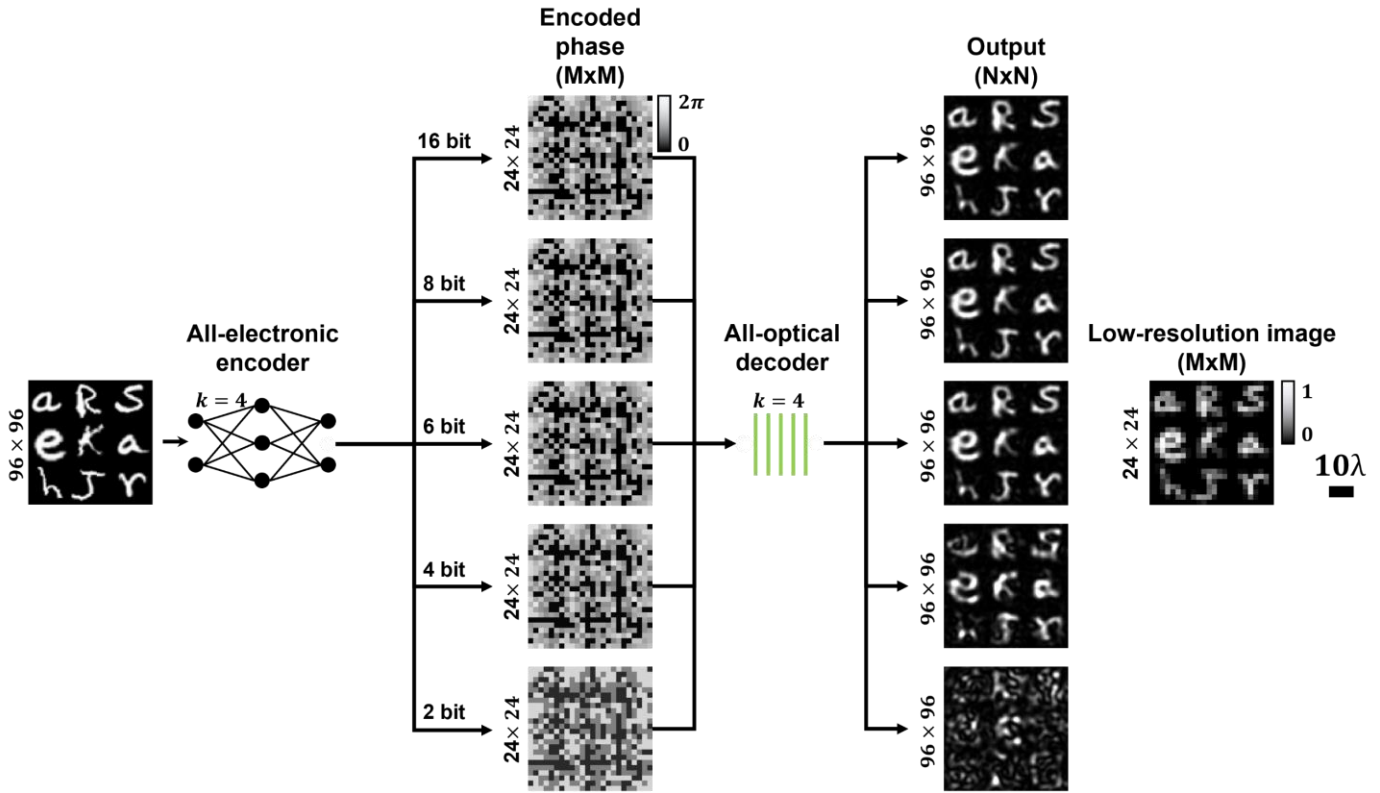 Encoded
phase
(MxM)
Output
(NxN)
2π
0
16 bit
24×24
96×96
8 bit
24×24
96×96
All-electronic
encoder
All-optical
decoder
Low-resolution image
(MxM)
k = 4
k = 4
6 bit
96×96
a R S
e K a
h J r
24×24
96×96
24×24
1
0
10λ
4 bit
24×24
96×96
2 bit
24×24
96×96
a R S
e K a
h J r
a R S
e K a
h J r
a R S
e K a
h J r
a R S
e K a
h J r